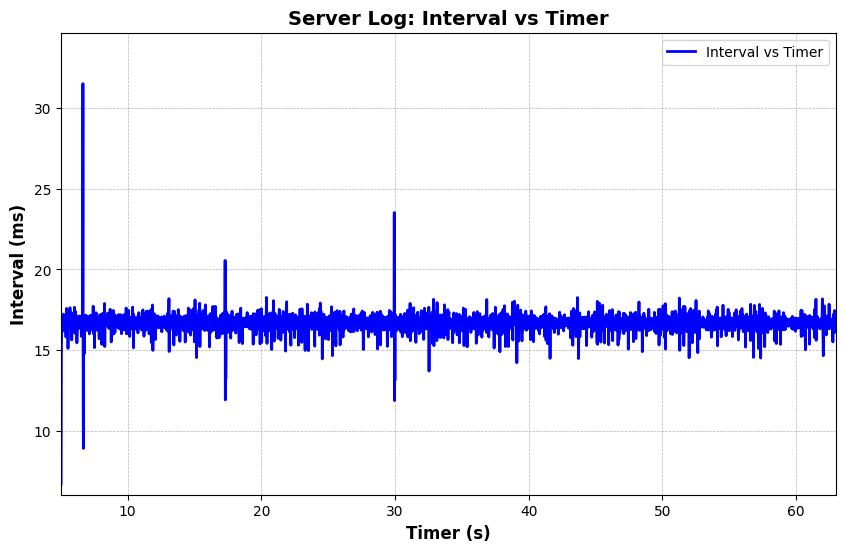 Server Log: Interval vs Timer
Interval vs Timer
30
25
20
15
10
Interval (ms)
10 20 30 40 50 60
Timer (s)